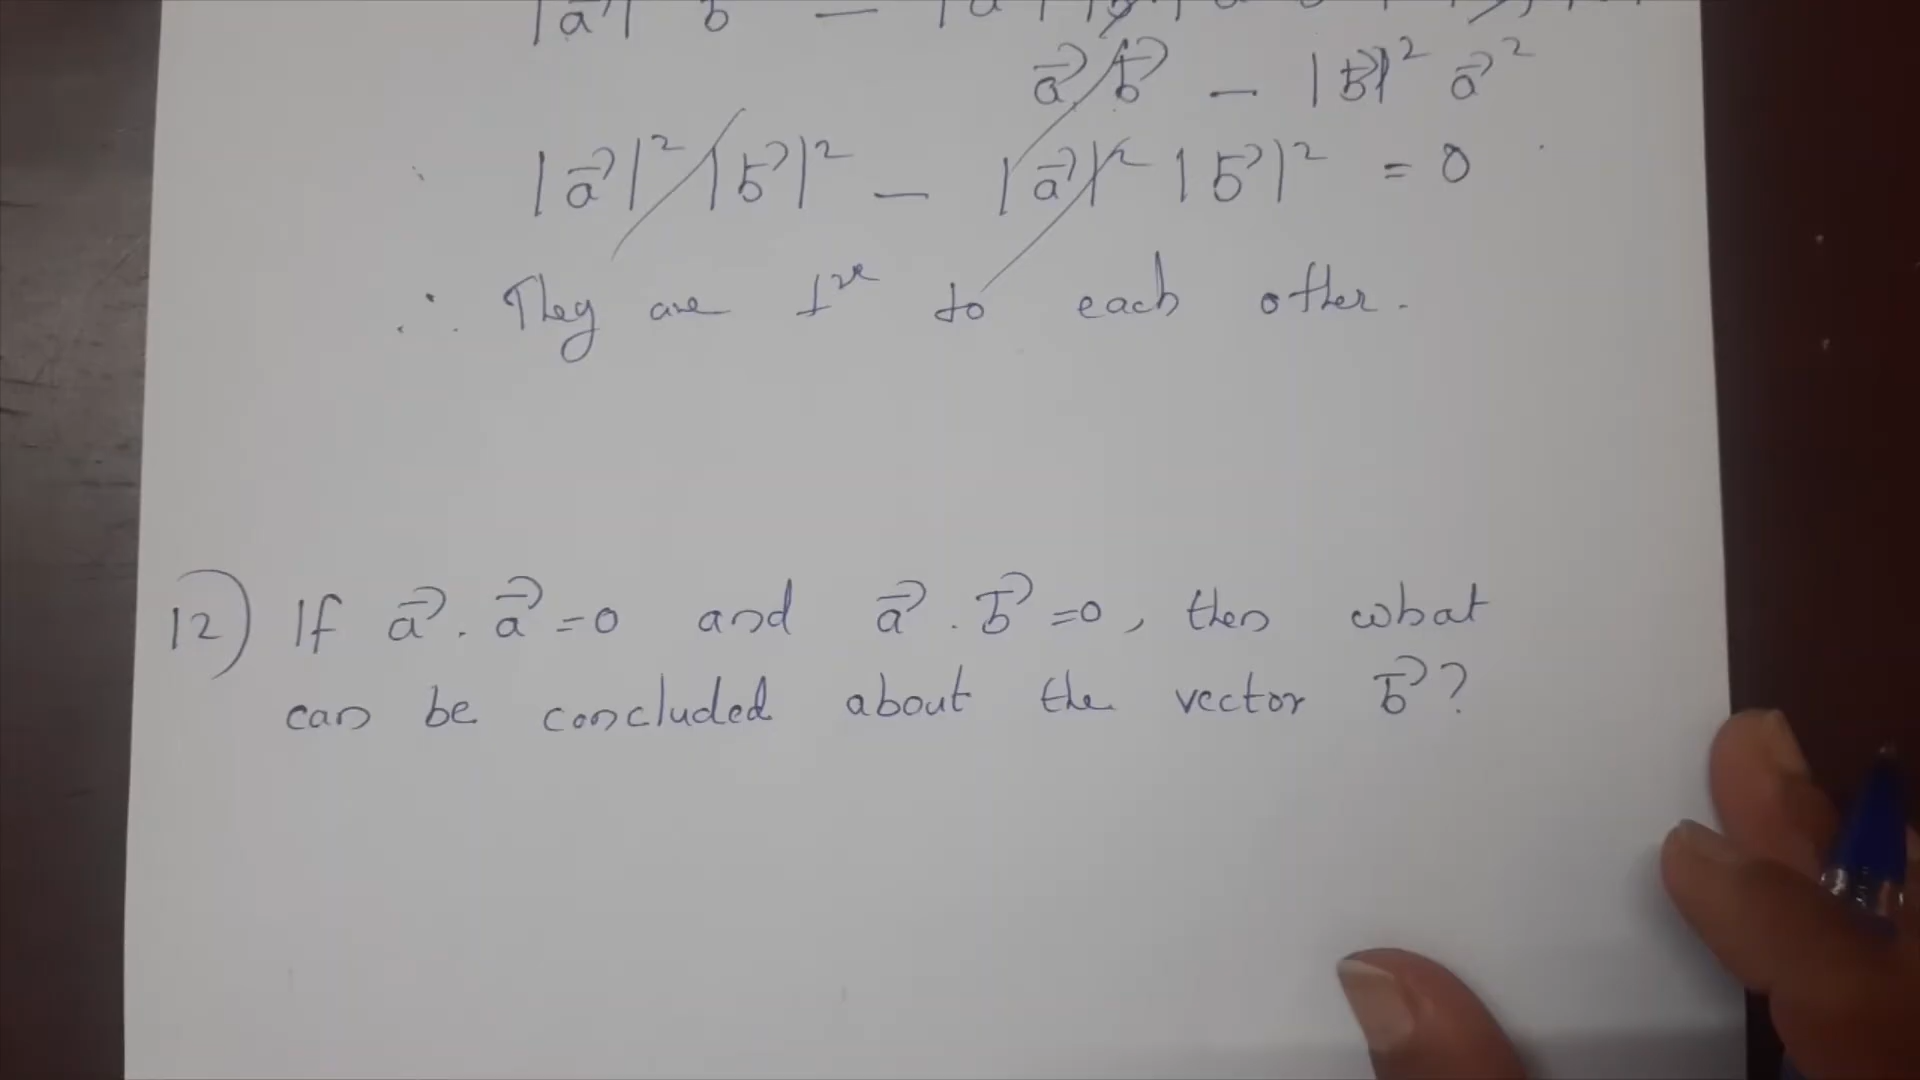 a⃗ b⃗ - |b⃗|² a⃗²
|a⃗|² |b⃗|² - |a⃗|² |b⃗|² = 0
∴ They are ⊥er to each other.
12) If a⃗ . a⃗ = 0 and a⃗ . b⃗ = 0, then what
can be concluded about the vector b⃗?